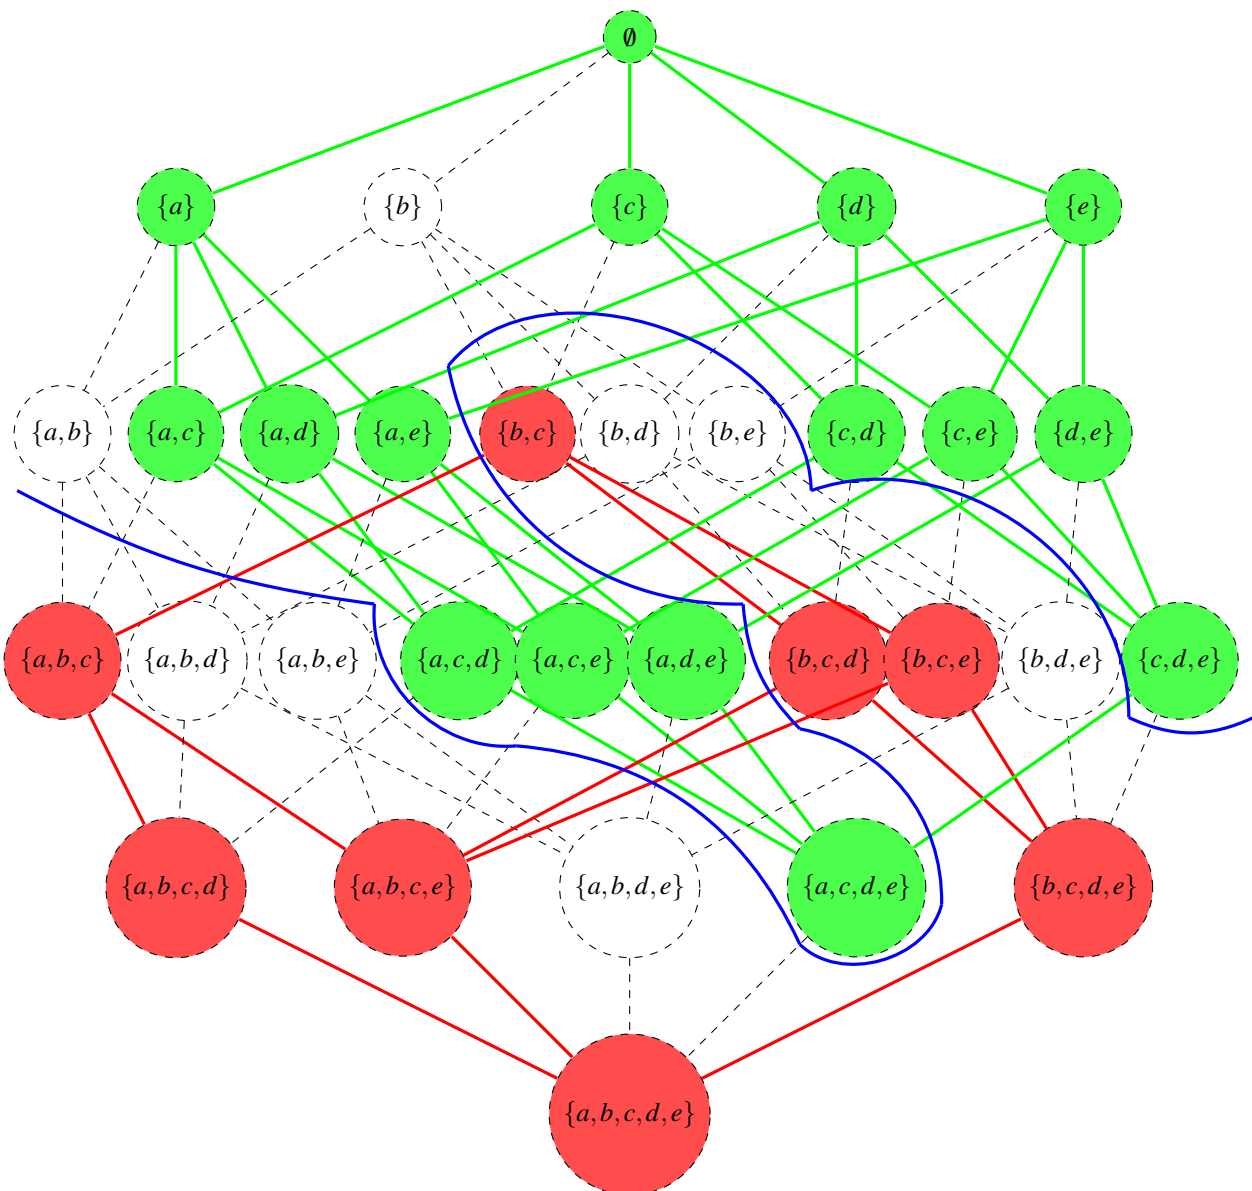 ∅
{a} {b} {c} {d} {e}
{a,b} {a,c} {a,d} {a,e} {b,c} {b,d} {b,e} {c,d} {c,e} {d,e}
{a,b,c} {a,b,d} {a,b,e} {a,c,d} {a,c,e} {a,d,e} {b,c,d} {b,c,e} {b,d,e} {c,d,e}
{a,b,c,d} {a,b,c,e} {a,b,d,e} {a,c,d,e} {b,c,d,e}
{a,b,c,d,e}